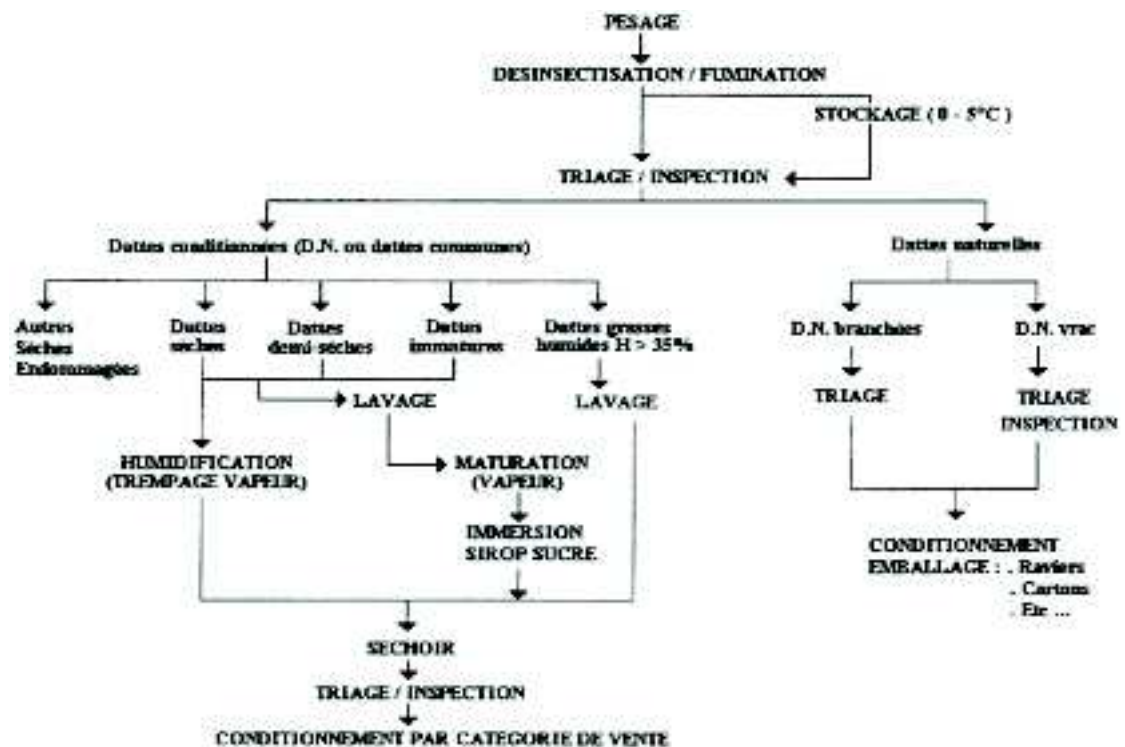 PESAGE
DESINSECTISATION / FUMINATION
STOCKAGE ( 0 - 5°C )
TRIAGE / INSPECTION
Dattes conditionnées (D.N. ou dattes communes)
Dattes naturelles
Autres
Sèches
Endommagées
Dattes
sèches
Dattes
demi-sèches
Dattes
immatures
Dattes grasses
humides H > 35%
D.N. branchées
D.N. vrac
LAVAGE
LAVAGE
TRIAGE
TRIAGE
INSPECTION
HUMIDIFICATION
(TREMPAGE VAPEUR)
MATURATION
(VAPEUR)
IMMERSION
SIROP SUCRE
CONDITIONNEMENT
EMBALLAGE : . Raviers
. Cartons
. Etc ...
SECHOIR
TRIAGE / INSPECTION
CONDITIONNEMENT PAR CATEGORIE DE VENTE